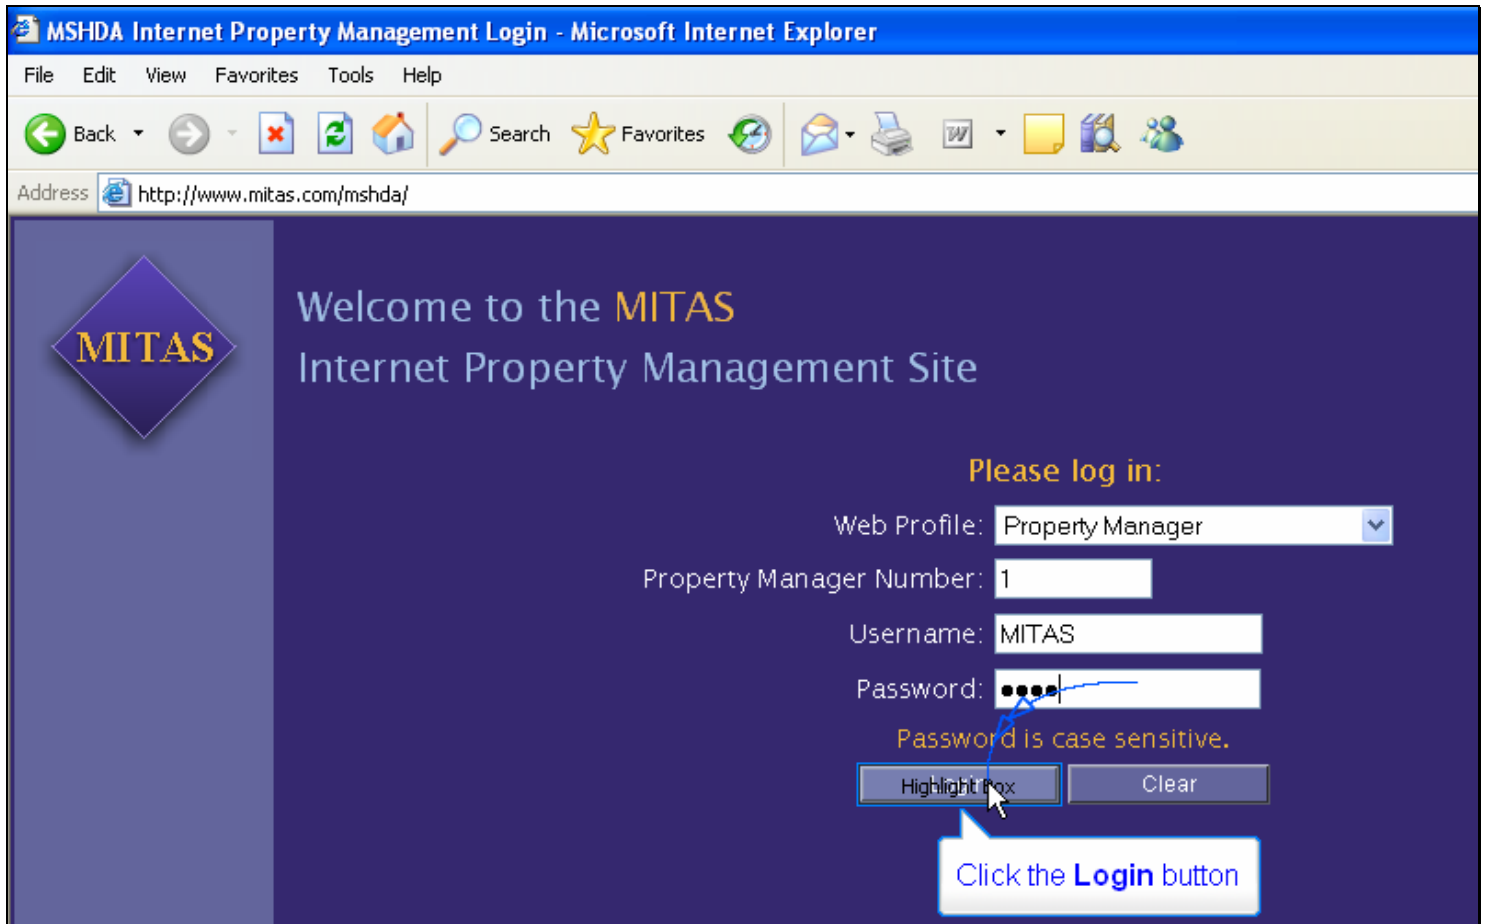 MSHDA Internet Property Management Login - Microsoft Internet Explorer
File Edit View Favorites Tools Help
Back Search Favorites
Address http://www.mitas.com/mshda/
MITAS
Welcome to the MITAS
Internet Property Management Site
Please log in:
Web Profile: Property Manager
Property Manager Number: 1
Username: MITAS
Password: ••••
Password is case sensitive.
Highlight Box Login Clear
Click the Login button